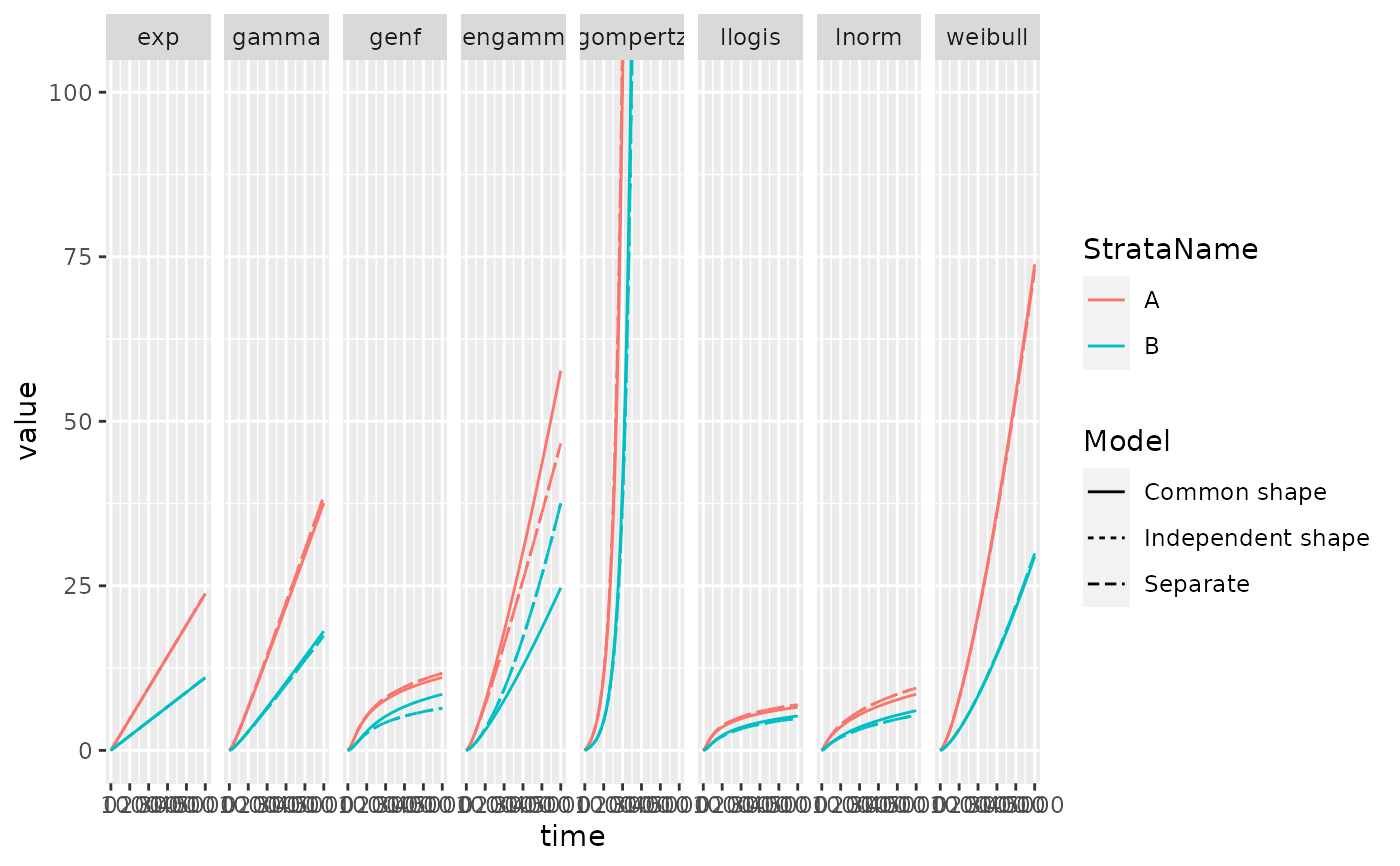 exp gamma genf engamm gompertz llogis lnorm weibull
100
75
50
25
0
value
time
StrataName
A
B
Model
Common shape
Independent shape
Separate